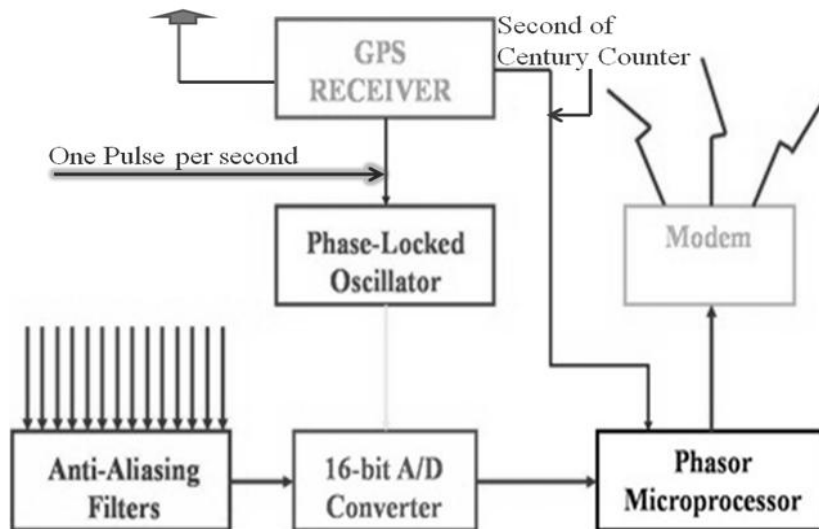 GPS
RECEIVER
Second of
Century Counter
One Pulse per second
Phase-Locked
Oscillator
Modem
Anti-Aliasing
Filters
16-bit A/D
Converter
Phasor
Microprocessor